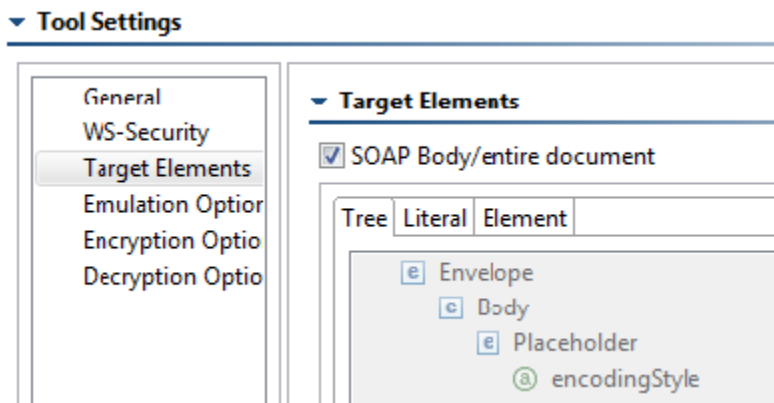 Tool Settings
General
WS-Security
Target Elements
Emulation Option
Encryption Optio
Decryption Optio
Target Elements
SOAP Body/entire document
Tree Literal Element
e Envelope
c Body
e Placeholder
a encodingStyle